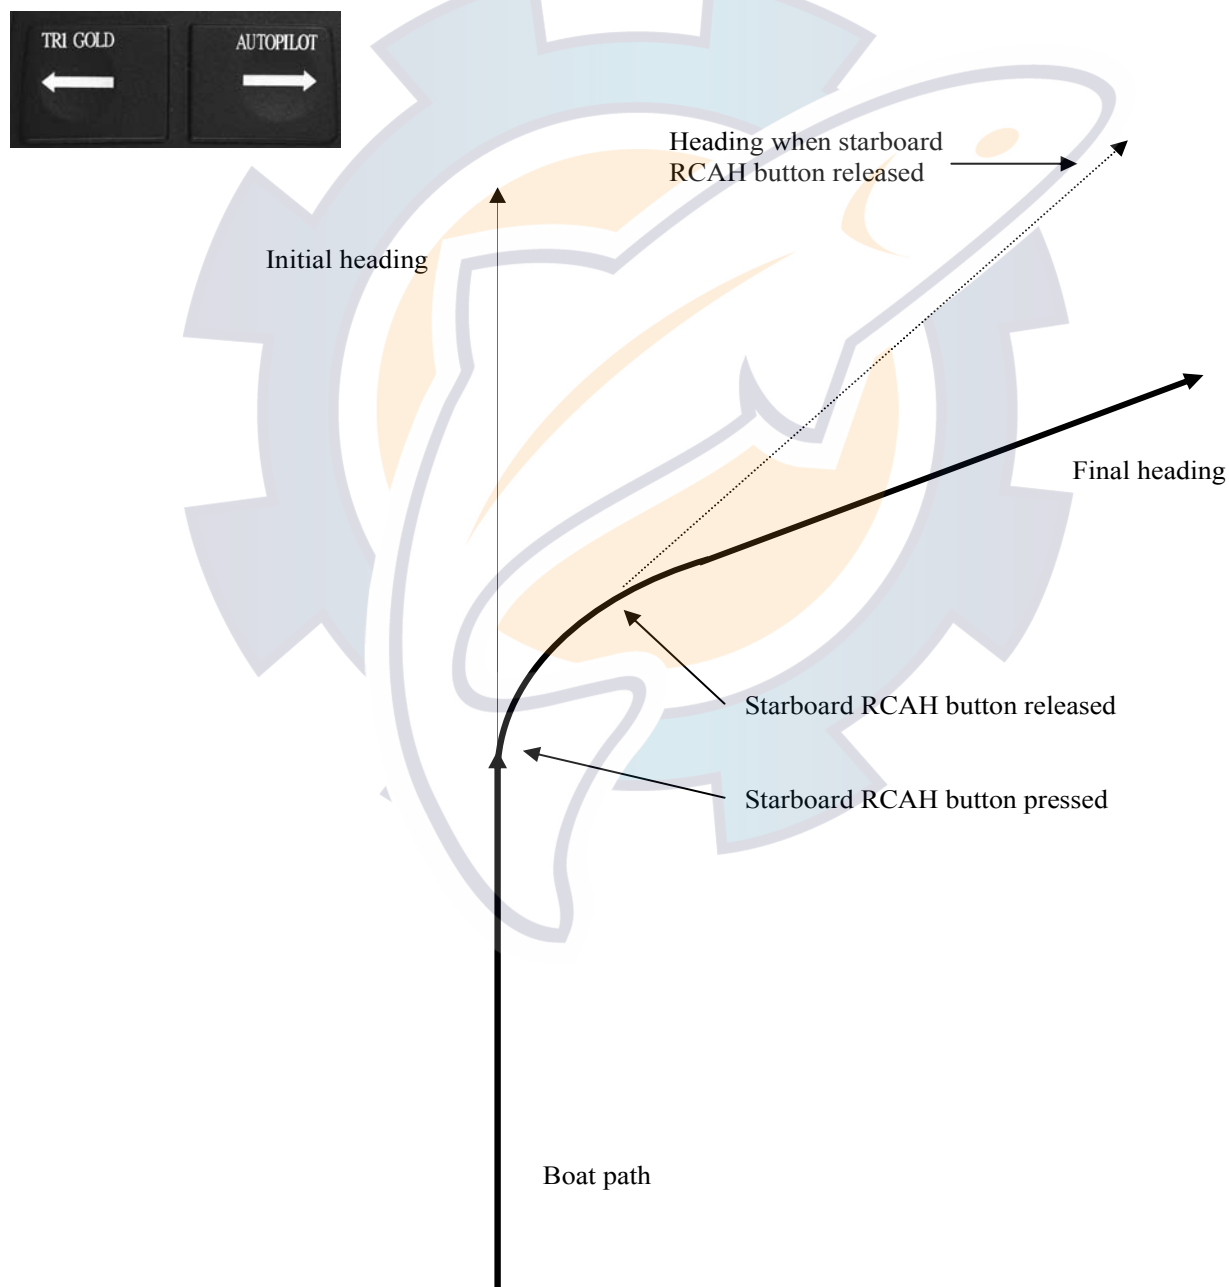 TR1 GOLD
AUTOPILOT
Heading when starboard
RCAH button released
Initial heading
Final heading
Starboard RCAH button released
Starboard RCAH button pressed
Boat path